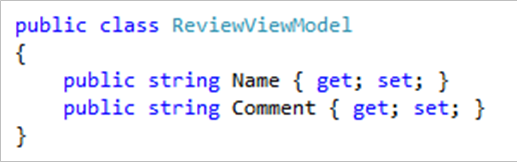 public class ReviewViewModel
{
    public string Name { get; set; }
    public string Comment { get; set; }
}